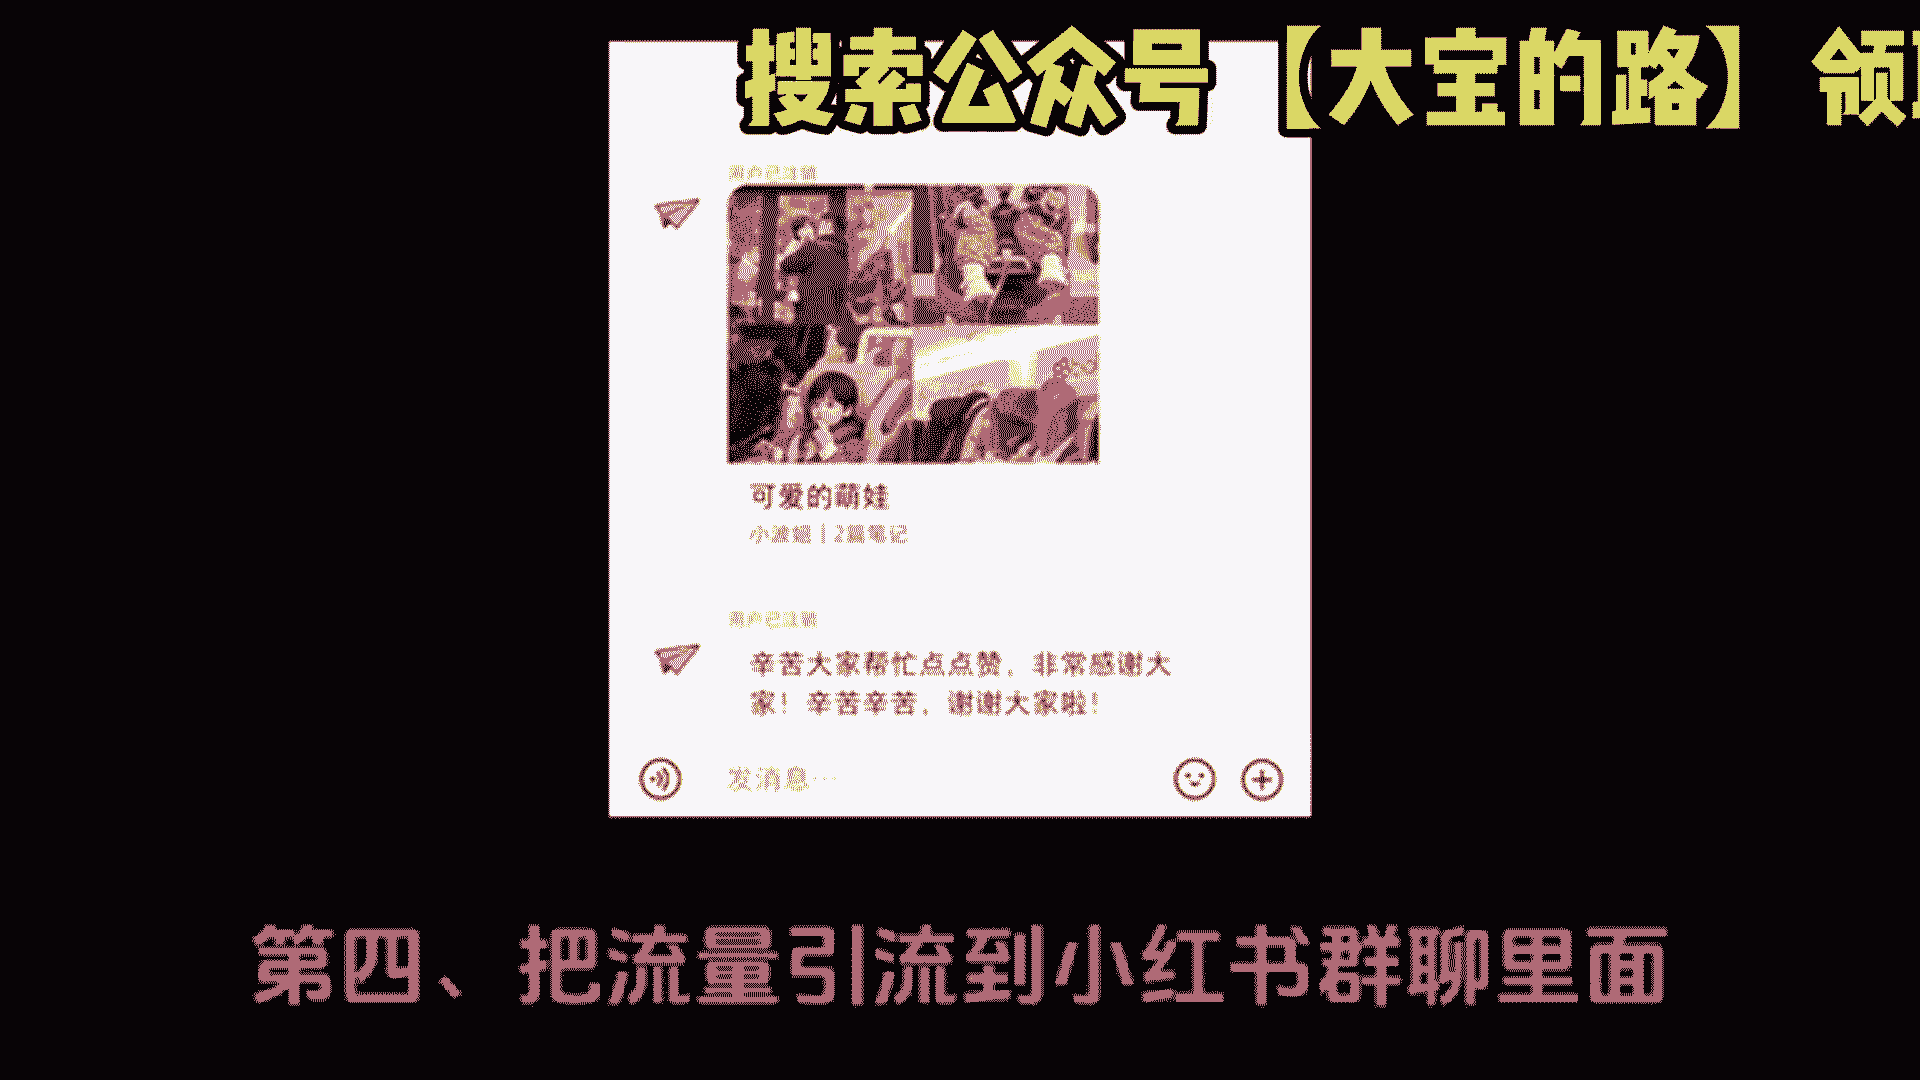 搜索公众号【大宝的路】 领
用户已注销
可爱的萌娃
小波妞 | 2篇笔记
用户已注销
辛苦大家帮忙点点赞，非常感谢大
家！辛苦辛苦，谢谢大家啦！
发消息…
第四、把流量引流到小红书群聊里面